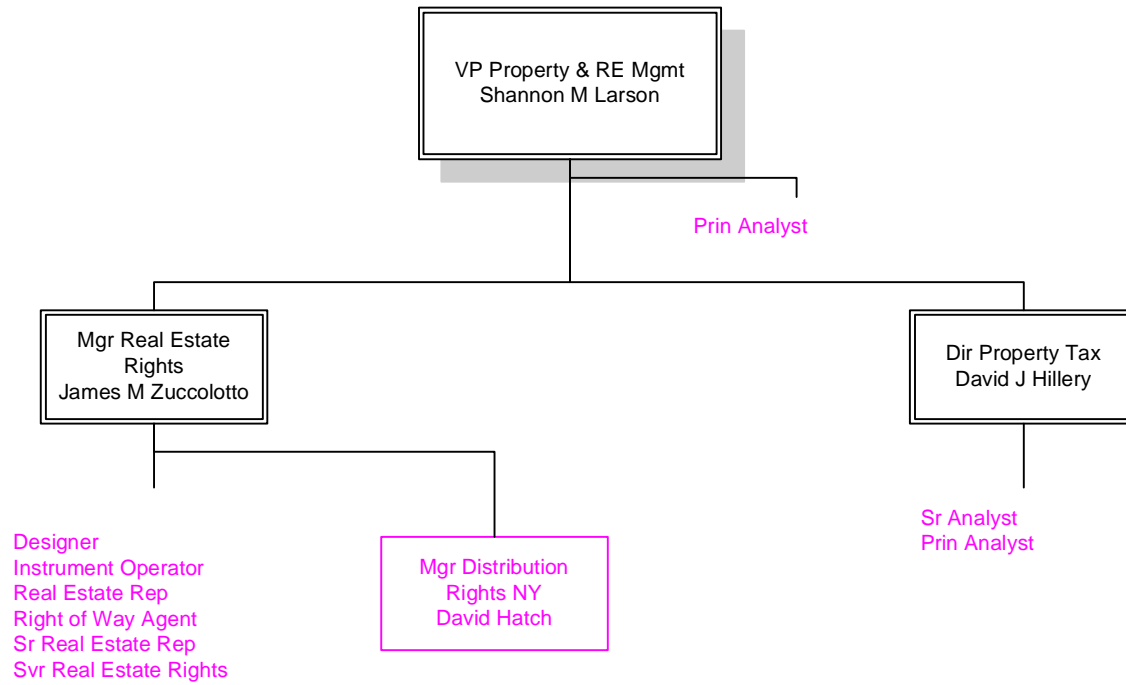 VP Property & RE Mgmt
Shannon M Larson
Prin Analyst
Mgr Real Estate
Rights
James M Zuccolotto
Dir Property Tax
David J Hillery
Designer
Instrument Operator
Real Estate Rep
Right of Way Agent
Sr Real Estate Rep
Svr Real Estate Rights
Mgr Distribution
Rights NY
David Hatch
Sr Analyst
Prin Analyst